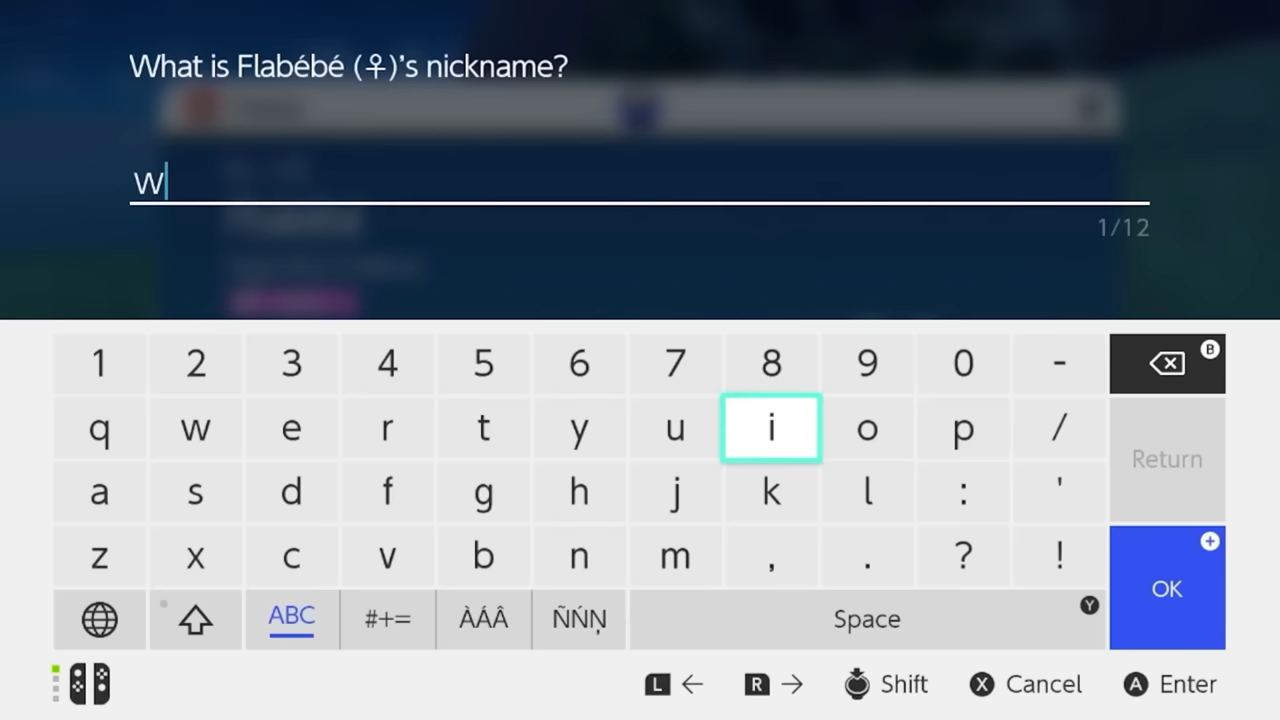 What is Flabébé (♀)'s nickname?
W
1/12
1 2 3 4 5 6 7 8 9 0 - B
q w e r t y u i o p /
Return
a s d f g h j k l : '
z x c v b n m , . ? ! +
OK
ABC #+= ÀÁÂ ÑŃŅ Space Y
L ← R → Shift X Cancel A Enter